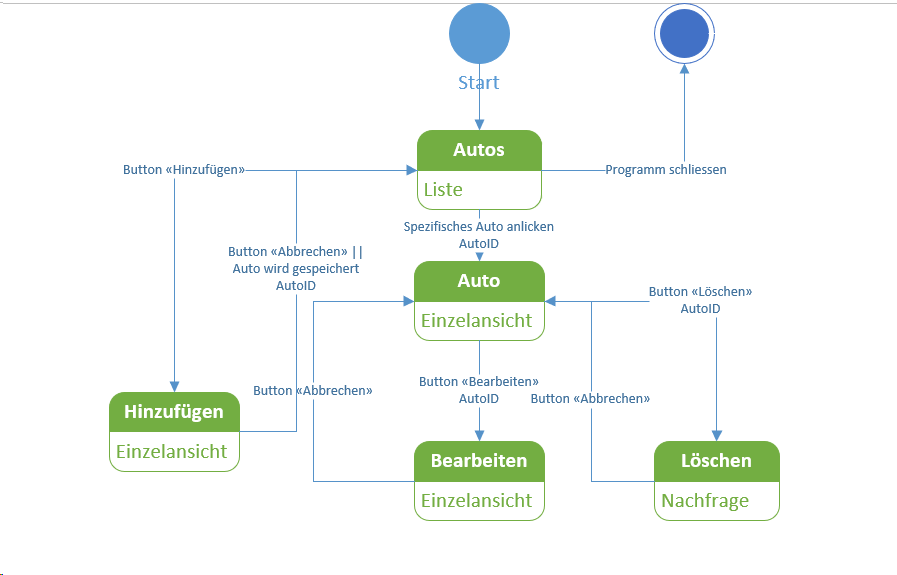 Start
Autos
Liste
Button «Hinzufügen»
Programm schliessen
Spezifisches Auto anlicken
AutoID
Button «Abbrechen» ||
Auto wird gespeichert
AutoID
Auto
Einzelansicht
Button «Löschen»
AutoID
Button «Abbrechen»
Button «Bearbeiten»
AutoID
Button «Abbrechen»
Hinzufügen
Einzelansicht
Bearbeiten
Einzelansicht
Löschen
Nachfrage